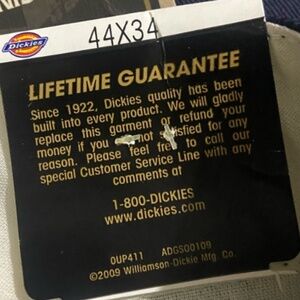 Dickies
44X34
LIFETIME GUARANTEE
Since 1922, Dickies quality has been
built into every product. We will gladly
replace this garment or refund your
money if you not satisfied for any
reason. Please feel to call our
special Customer Service Line with any
comments at
1-800-DICKIES
www.dickies.com
0UP411 ADGS00109
©2009 Williamson-Dickie Mfg. Co.